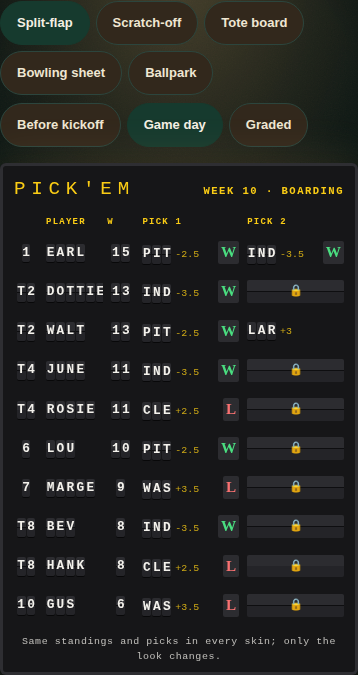 Split-flap Scratch-off Tote board
Bowling sheet Ballpark
Before kickoff Game day Graded
PICK'EM WEEK 10 · BOARDING
PLAYER W PICK 1 PICK 2
1 EARL 15 PIT -2.5 W IND -3.5 W
T2 DOTTIE 13 IND -3.5 W
T2 WALT 13 PIT -2.5 W LAR +3
T4 JUNE 11 IND -3.5 W
T4 ROSIE 11 CLE +2.5 L
6 LOU 10 PIT -2.5 W
7 MARGE 9 WAS +3.5 L
T8 BEV 8 IND -3.5 W
T8 HANK 8 CLE +2.5 L
10 GUS 6 WAS +3.5 L
Same standings and picks in every skin; only the
look changes.